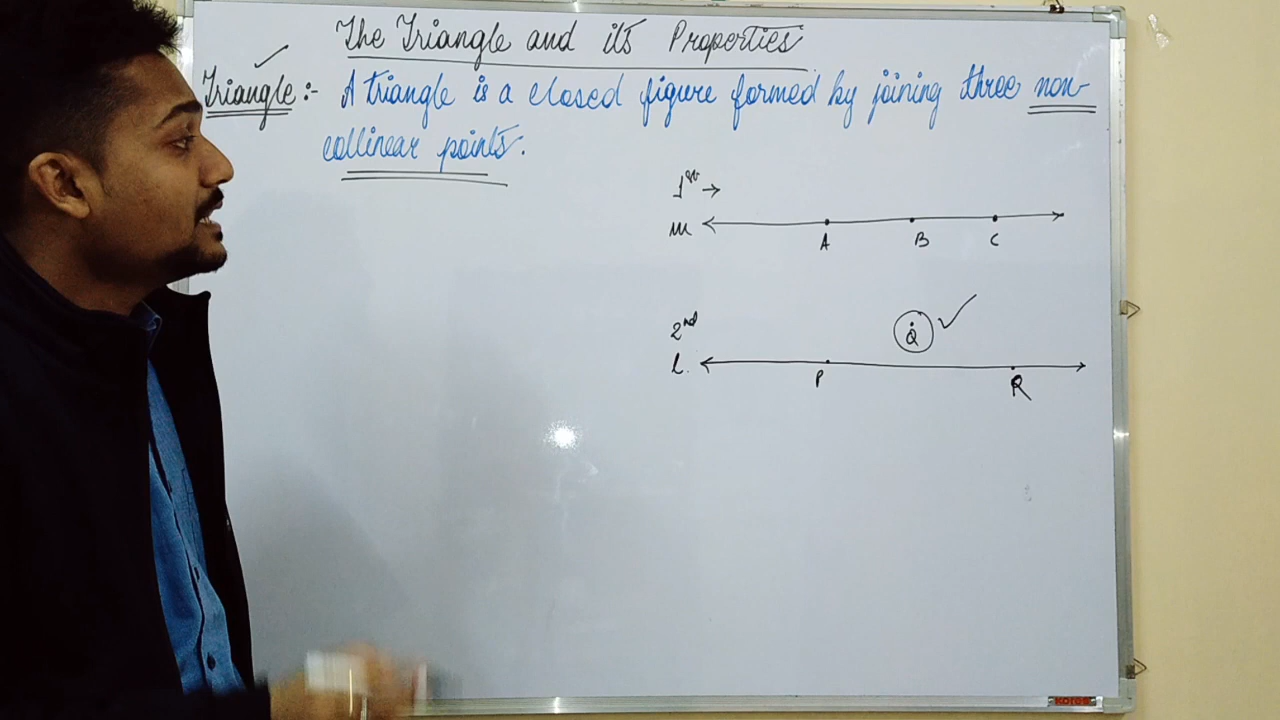 The Triangle and its Properties
Triangle :- A triangle is a closed figure formed by joining three non-
collinear points.
1st →
m
A B C
2nd
Q
l.
P R
KORES